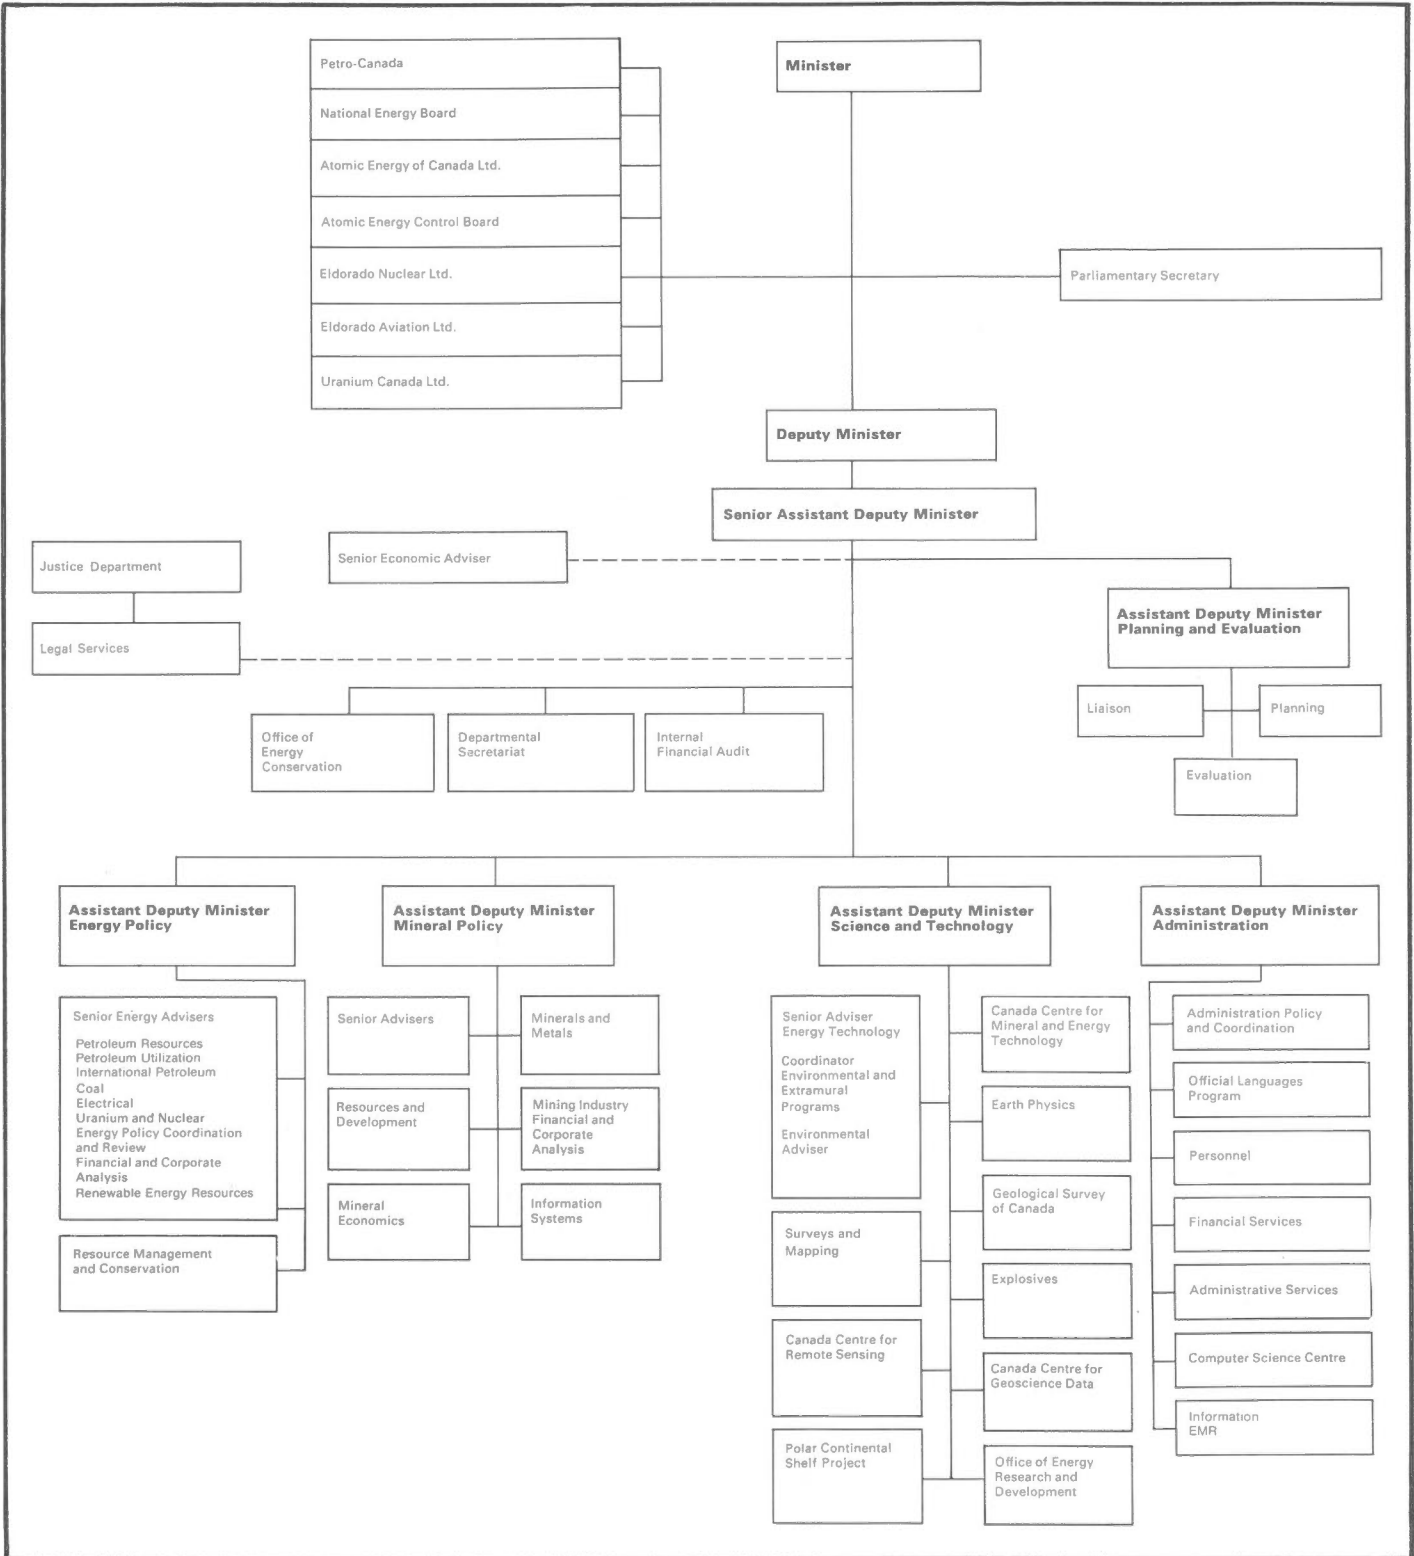 Petro-Canada
National Energy Board
Atomic Energy of Canada Ltd.
Atomic Energy Control Board
Eldorado Nuclear Ltd.
Eldorado Aviation Ltd.
Uranium Canada Ltd.
Minister
Parliamentary Secretary
Deputy Minister
Senior Assistant Deputy Minister
Senior Economic Adviser
Justice Department
Legal Services
Assistant Deputy Minister
Planning and Evaluation
Liaison
Planning
Evaluation
Office of
Energy
Conservation
Departmental
Secretariat
Internal
Financial Audit
Assistant Deputy Minister
Energy Policy
Senior Energy Advisers
Petroleum Resources
Petroleum Utilization
International Petroleum
Coal
Electrical
Uranium and Nuclear
Energy Policy Coordination
and Review
Financial and Corporate
Analysis
Renewable Energy Resources
Resource Management
and Conservation
Assistant Deputy Minister
Mineral Policy
Senior Advisers
Minerals and
Metals
Resources and
Development
Mining Industry
Financial and
Corporate
Analysis
Mineral
Economics
Information
Systems
Assistant Deputy Minister
Science and Technology
Senior Adviser
Energy Technology
Coordinator
Environmental and
Extramural
Programs
Environmental
Adviser
Surveys and
Mapping
Canada Centre for
Remote Sensing
Polar Continental
Shelf Project
Canada Centre for
Mineral and Energy
Technology
Earth Physics
Geological Survey
of Canada
Explosives
Canada Centre for
Geoscience Data
Office of Energy
Research and
Development
Assistant Deputy Minister
Administration
Administration Policy
and Coordination
Official Languages
Program
Personnel
Financial Services
Administrative Services
Computer Science Centre
Information
EMR